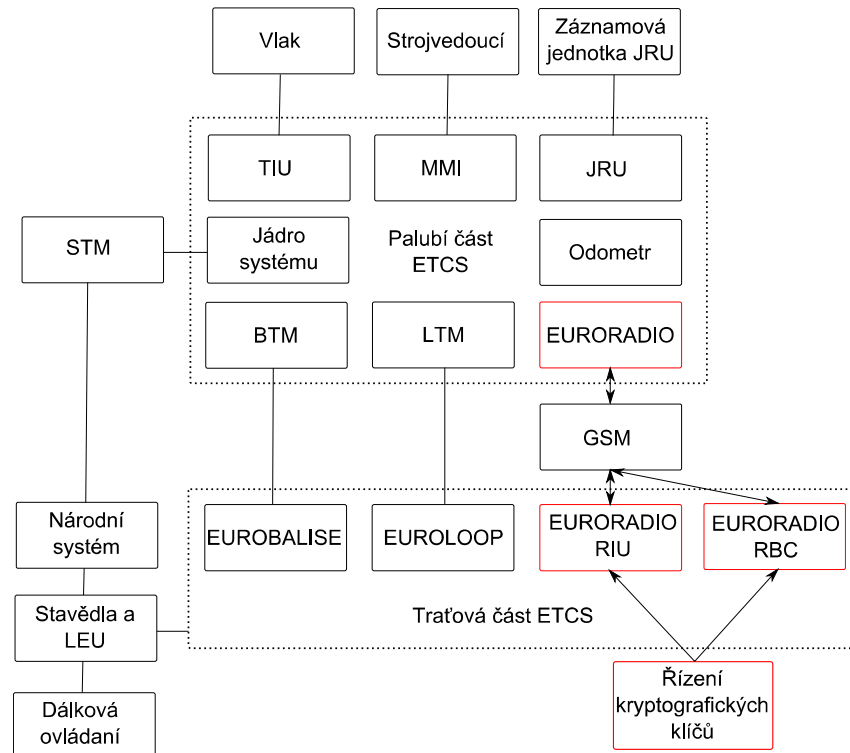 Vlak
Strojvedoucí
Záznamová
jednotka JRU
TIU
MMI
JRU
STM
Jádro
systému
Palubí část
ETCS
Odometr
BTM
LTM
EURORADIO
GSM
Národní
systém
EUROBALISE
EUROLOOP
EURORADIO
RIU
EURORADIO
RBC
Stavědla a
LEU
Traťová část ETCS
Dálková
ovládaní
Řízení
kryptografických
klíčů